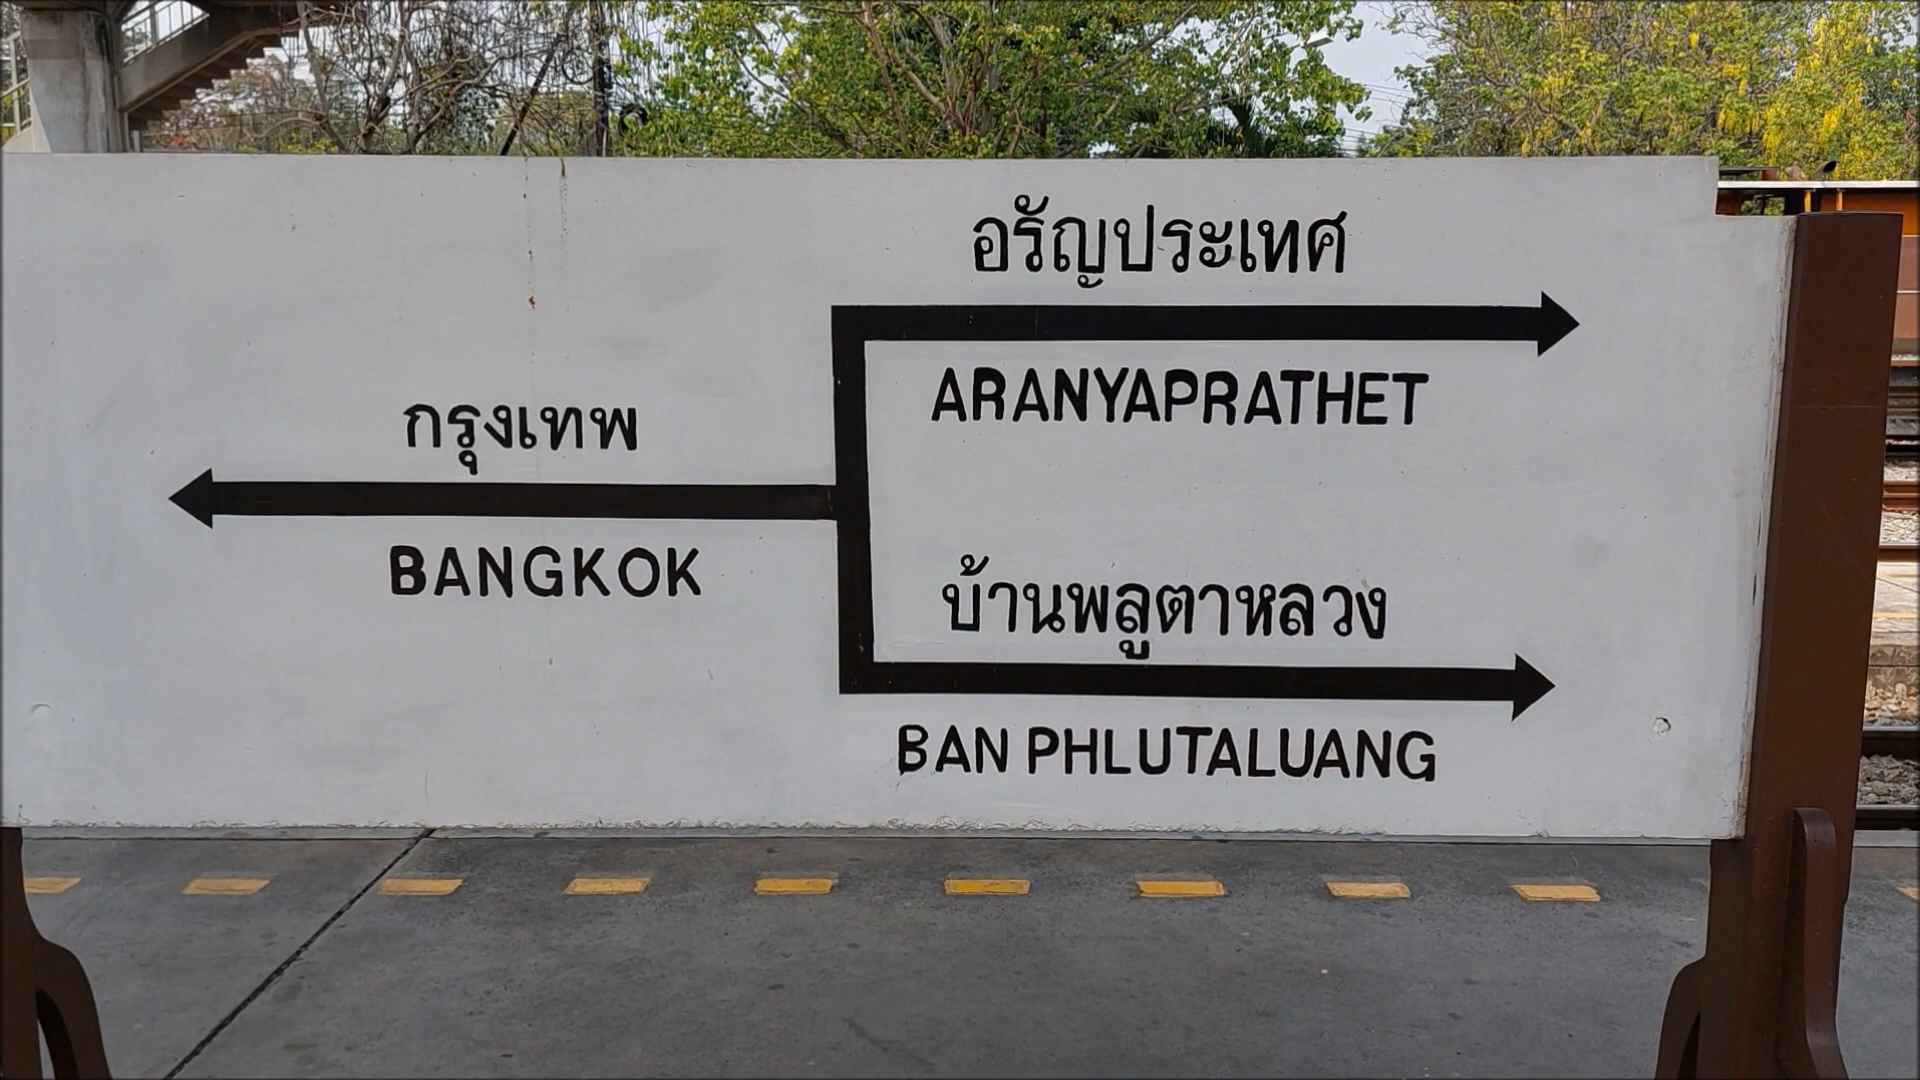 อรัญประเทศ
ARANYAPRATHET
กรุงเทพ
BANGKOK
บ้านพลูตาหลวง
BAN PHLUTALUANG